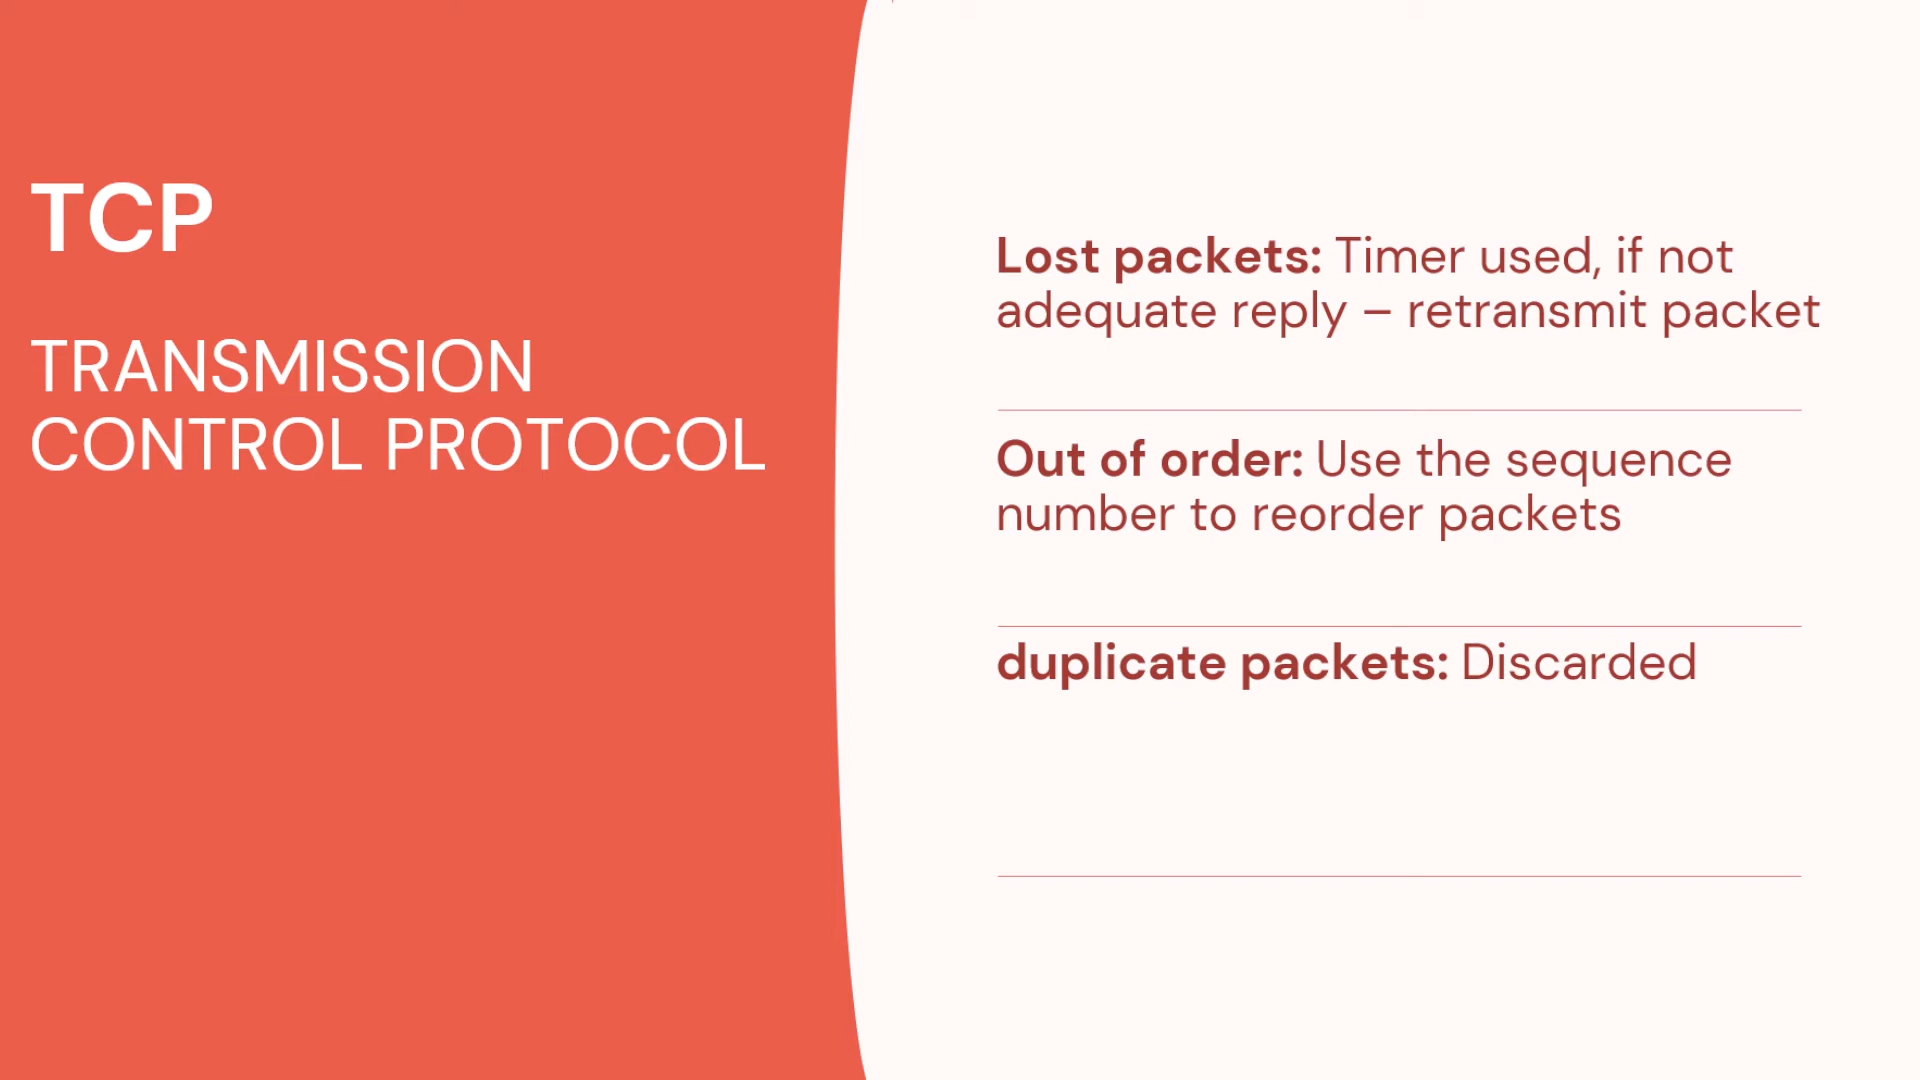 TCP
TRANSMISSION
CONTROL PROTOCOL
Lost packets: Timer used, if not
adequate reply – retransmit packet
Out of order: Use the sequence
number to reorder packets
duplicate packets: Discarded